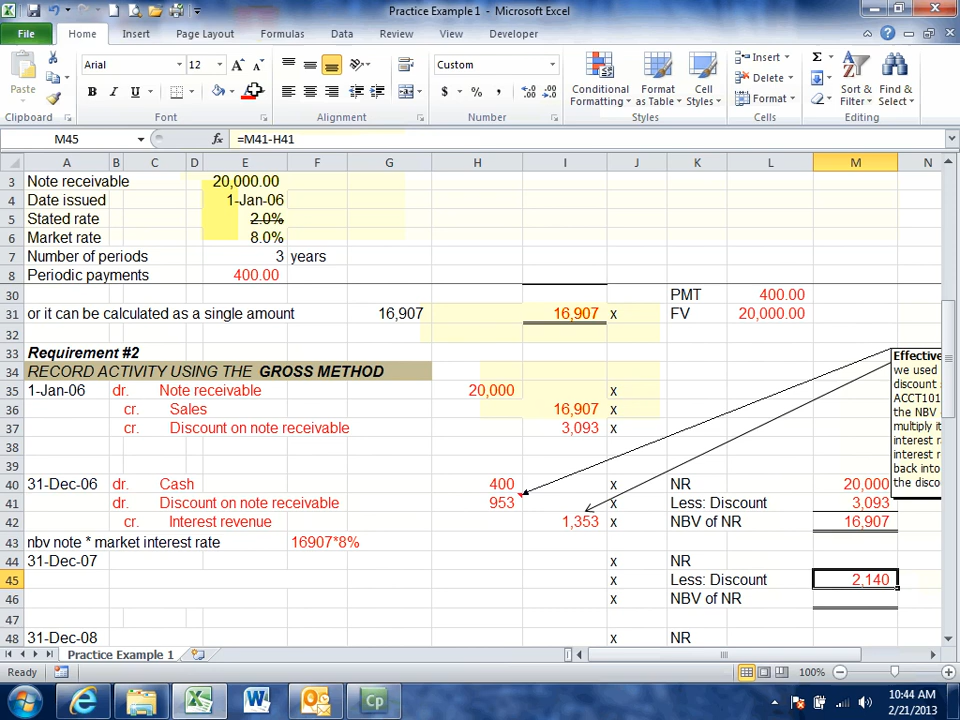 Practice Example 1 - Microsoft Excel
File Home Insert Page Layout Formulas Data Review View Developer
Arial 12 Custom
Paste
B I U
$ % ,
Conditional Formatting
Format as Table
Cell Styles
Insert
Delete
Format
Sort & Filter
Find & Select
Clipboard Font Alignment Number Styles Cells Editing
M45 fx =M41-H41
A B C D E F G H I J K L M N
3 Note receivable 20,000.00
4 Date issued 1-Jan-06
5 Stated rate 2.0%
6 Market rate 8.0%
7 Number of periods 3 years
8 Periodic payments 400.00
30 PMT 400.00
31 or it can be calculated as a single amount 16,907 16,907 x FV 20,000.00
32
33 Requirement #2
34 RECORD ACTIVITY USING THE GROSS METHOD
35 1-Jan-06 dr. Note receivable 20,000 x
36 cr. Sales 16,907 x
37 cr. Discount on note receivable 3,093 x
38
39
40 31-Dec-06 dr. Cash 400 x NR 20,000
41 dr. Discount on note receivable 953 x Less: Discount 3,093
42 cr. Interest revenue 1,353 x NBV of NR 16,907
43 nbv note * market interest rate 16907*8%
44 31-Dec-07 x NR
45 x Less: Discount 2,140
46 x NBV of NR
47
48 31-Dec-08 x NR
Effective
we used
discount
ACCT101
the NBV
multiply it
interest r
interest r
back into
the disco
Practice Example 1
Ready 100%
10:44 AM
2/21/2013